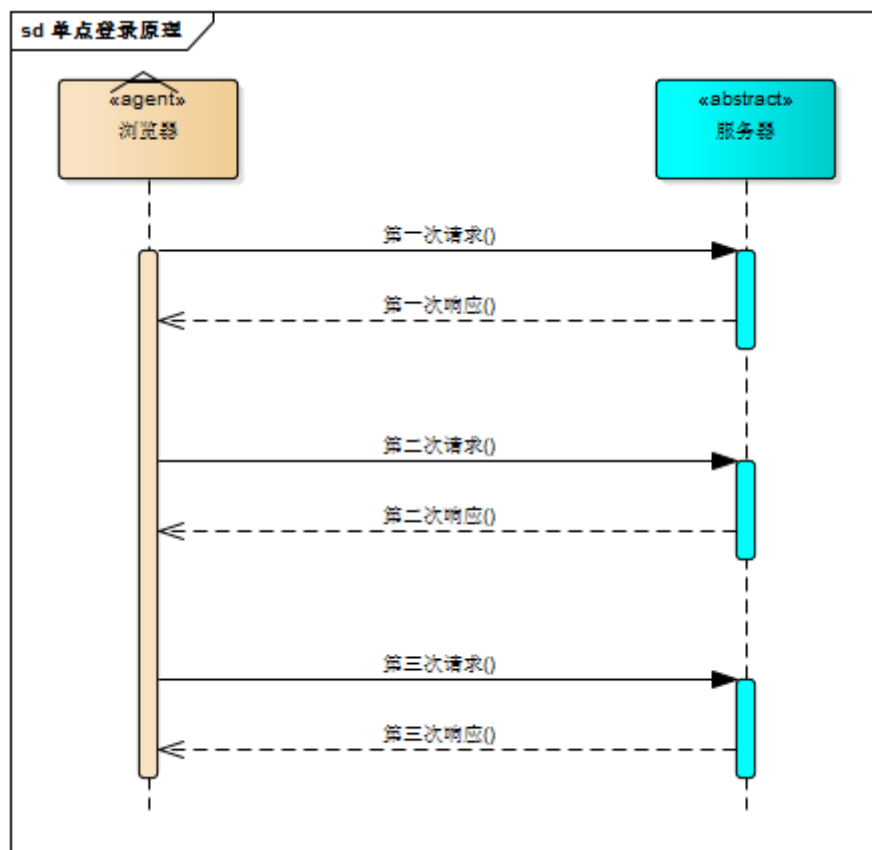 sd 单点登录原理
«agent»
浏览器
«abstract»
服务器
第一次请求()
第一次响应()
第二次请求()
第二次响应()
第三次请求()
第三次响应()